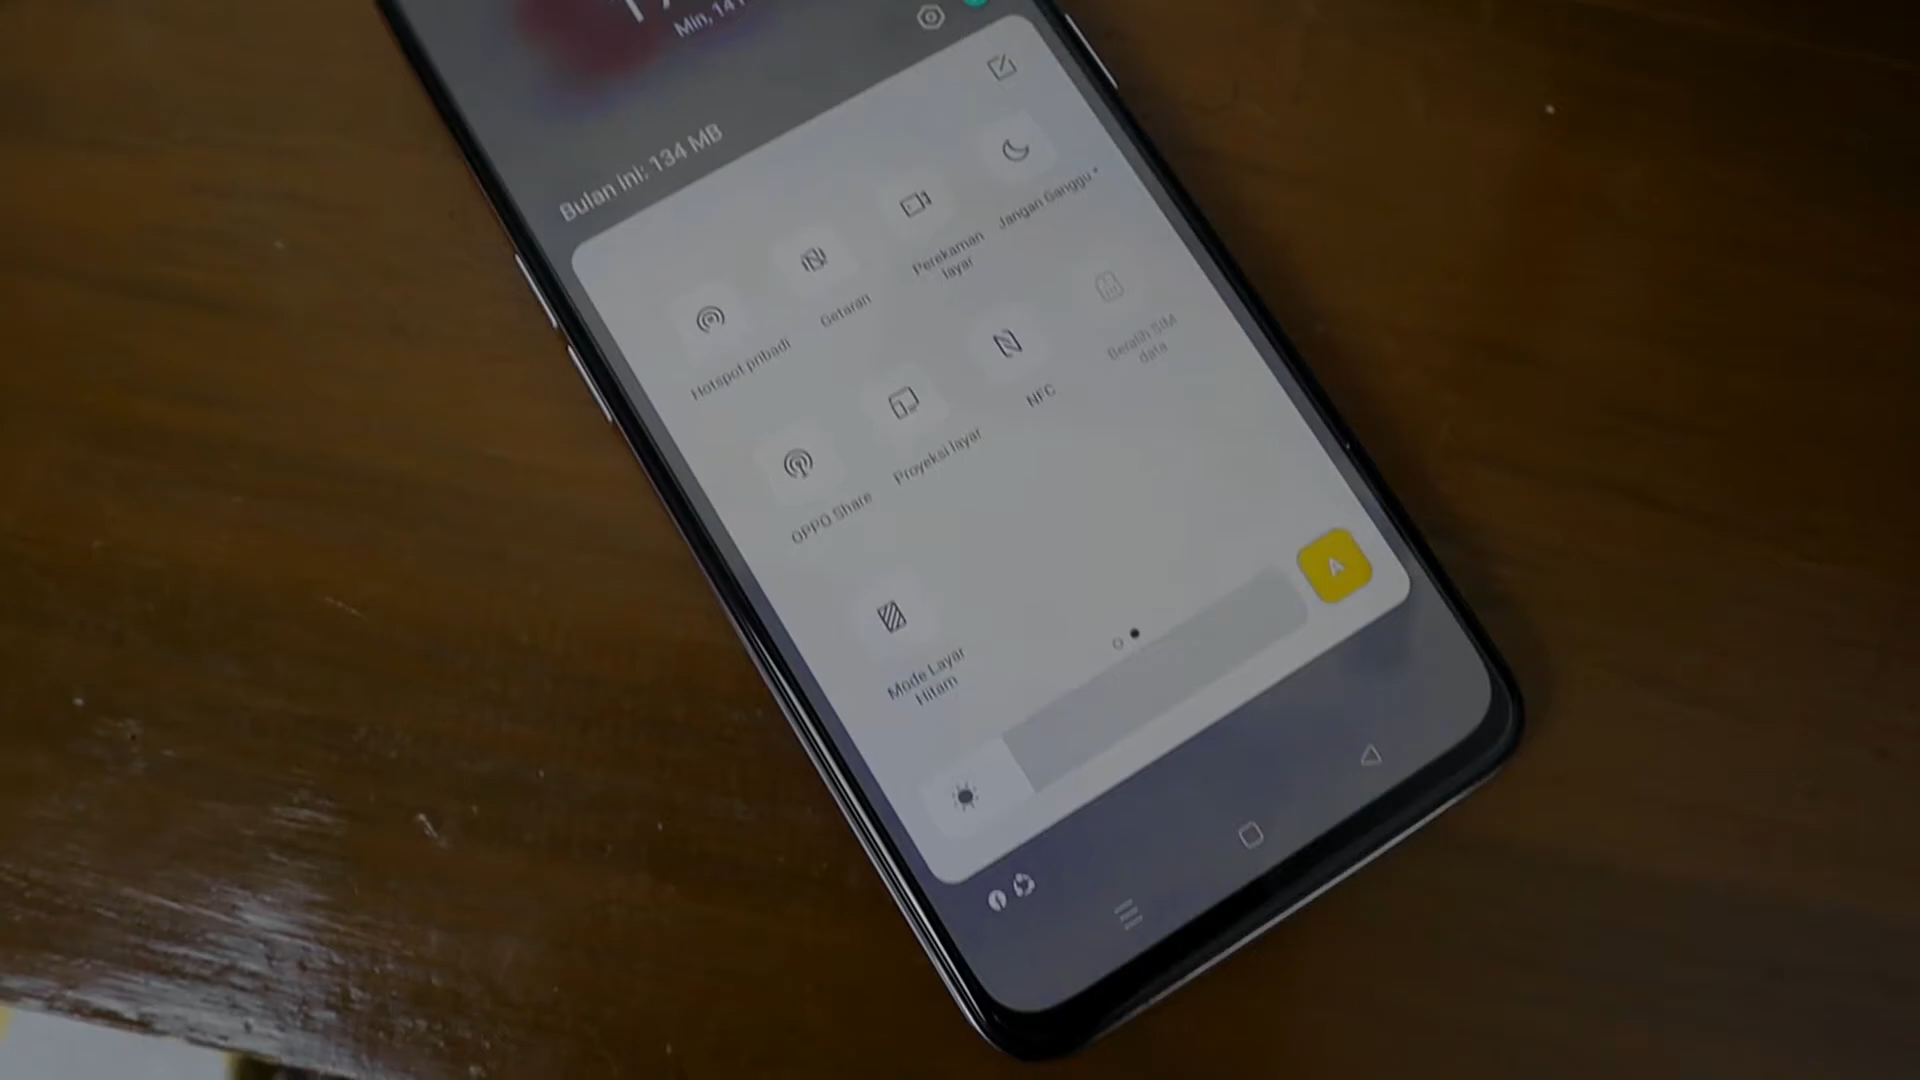 Min, 14
Bulan ini: 134 MB
Hotspot pribadi
Getaran
Perekaman
layar
Jangan Ganggu
OPPO Share
Proyeksi layar
NFC
Beralih SIM
data
Mode Layar
Hitam
A